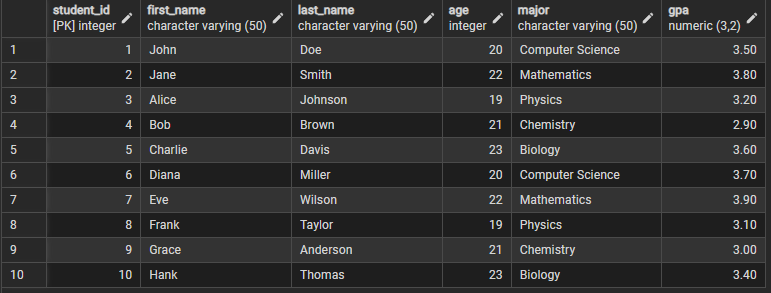 student_id first_name last_name age major gpa
[PK] integer character varying (50) character varying (50) integer character varying (50) numeric (3,2)
1 1 John Doe 20 Computer Science 3.50
2 2 Jane Smith 22 Mathematics 3.80
3 3 Alice Johnson 19 Physics 3.20
4 4 Bob Brown 21 Chemistry 2.90
5 5 Charlie Davis 23 Biology 3.60
6 6 Diana Miller 20 Computer Science 3.70
7 7 Eve Wilson 22 Mathematics 3.90
8 8 Frank Taylor 19 Physics 3.10
9 9 Grace Anderson 21 Chemistry 3.00
10 10 Hank Thomas 23 Biology 3.40